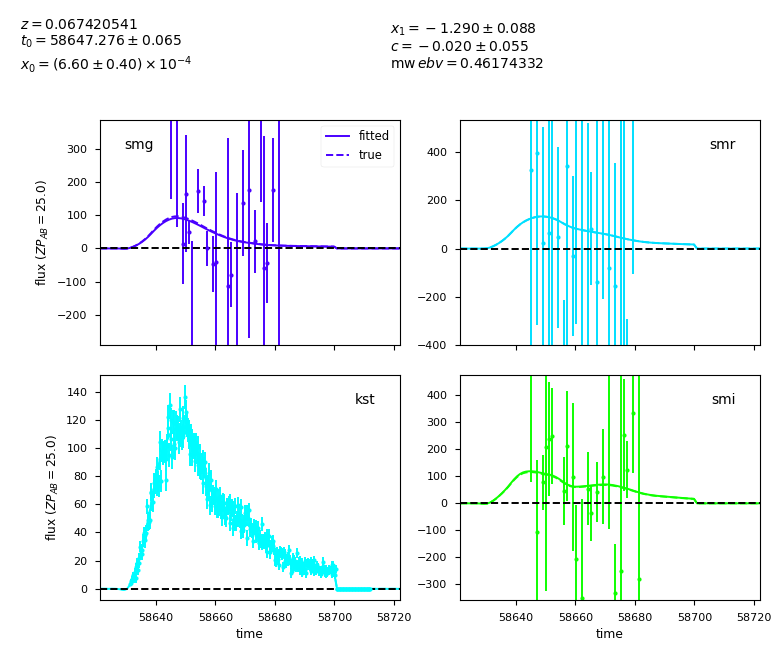 z = 0.067420541
t0 = 58647.276 ± 0.065
x0 = (6.60 ± 0.40) × 10^−4
x1 = −1.290 ± 0.088
c = −0.020 ± 0.055
mw ebv = 0.46174332
smg
fitted
true
300
200
100
0
−100
−200
flux (ZP_AB = 25.0)
smr
400
200
0
−200
−400
kst
140
120
100
80
60
40
20
0
flux (ZP_AB = 25.0)
58640 58660 58680 58700 58720
time
smi
400
300
200
100
0
−100
−200
−300
58640 58660 58680 58700 58720
time